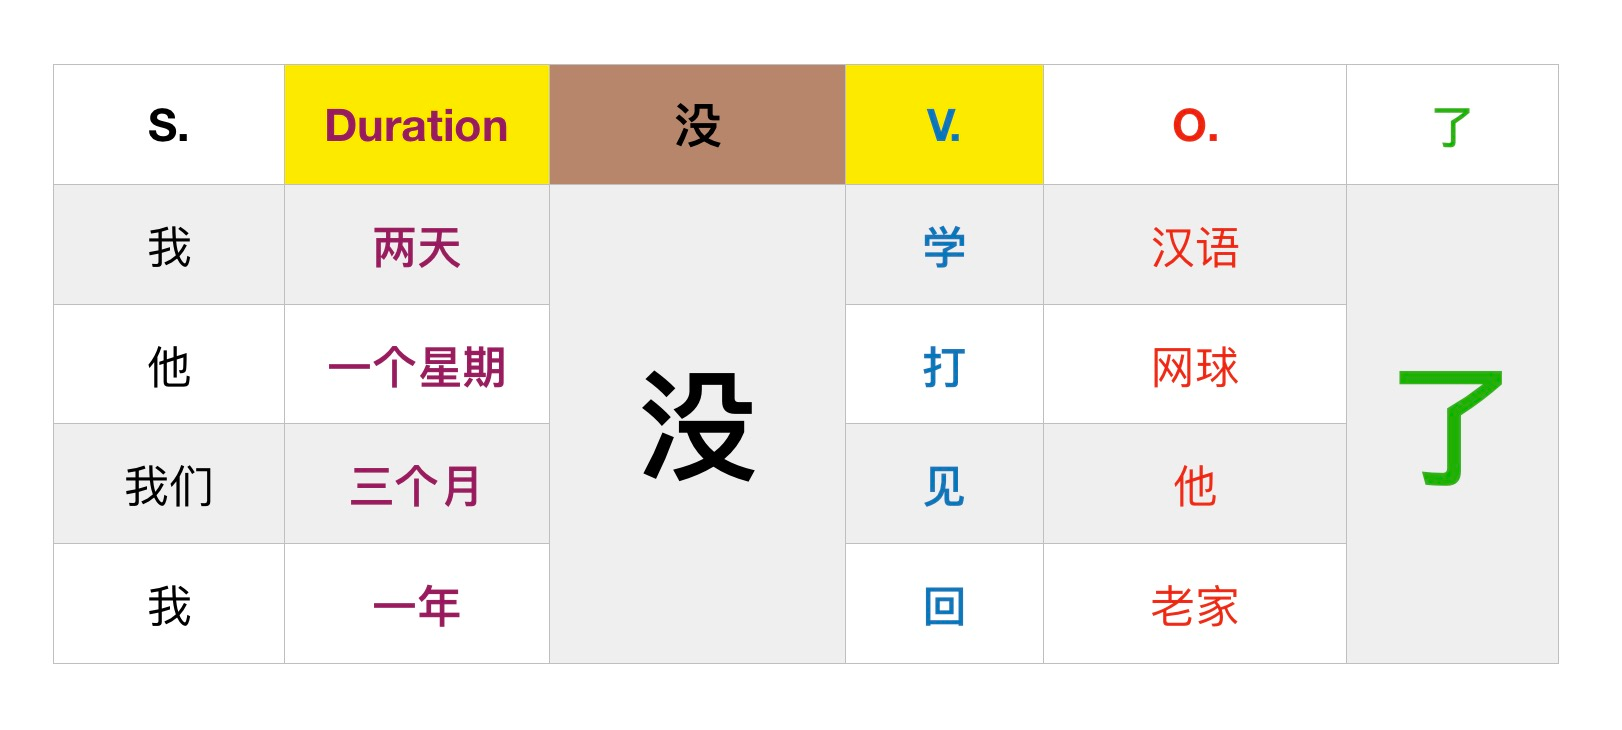 S. Duration 没 V. O. 了
我 两天 学 汉语
他 一个星期 打 网球
没 了
我们 三个月 见 他
我 一年 回 老家